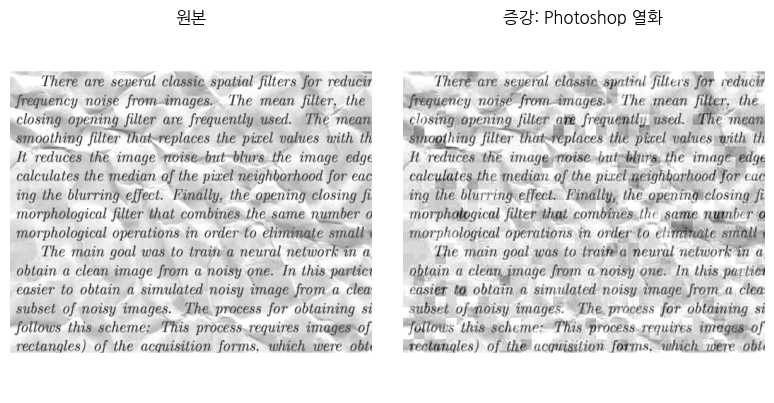 원본
There are several classic spatial filters for reducin
frequency noise from images. The mean filter, the
closing opening filter are frequently used. The mean
smoothing filter that replaces the pixel values with th
It reduces the image noise but blurs the image edge
calculates the median of the pixel neighborhood for eac
ing the blurring effect. Finally, the opening closing fi
morphological filter that combines the same number o
morphological operations in order to eliminate small
The main goal was to train a neural network in a
obtain a clean image from a noisy one. In this particu
easier to obtain a simulated noisy image from a clea
subset of noisy images. The process for obtaining si
follows this scheme: This process requires images of
rectangles) of the acquisition forms, which were obt
증강: Photoshop 열화
There are several classic spatial filters for reducin
frequency noise from images. The mean filter, the
closing opening filter are frequently used. The mean
smoothing filter that replaces the pixel values with th
It reduces the image noise but blurs the image edge
calculates the median of the pixel neighborhood for eac
ing the blurring effect. Finally, the opening closing fi
morphological filter that combines the same number o
morphological operations in order to eliminate small
The main goal was to train a neural network in a
obtain a clean image from a noisy one. In this particu
easier to obtain a simulated noisy image from a clea
subset of noisy images. The process for obtaining si
follows this scheme: This process requires images of
rectangles) of the acquisition forms, which were obt